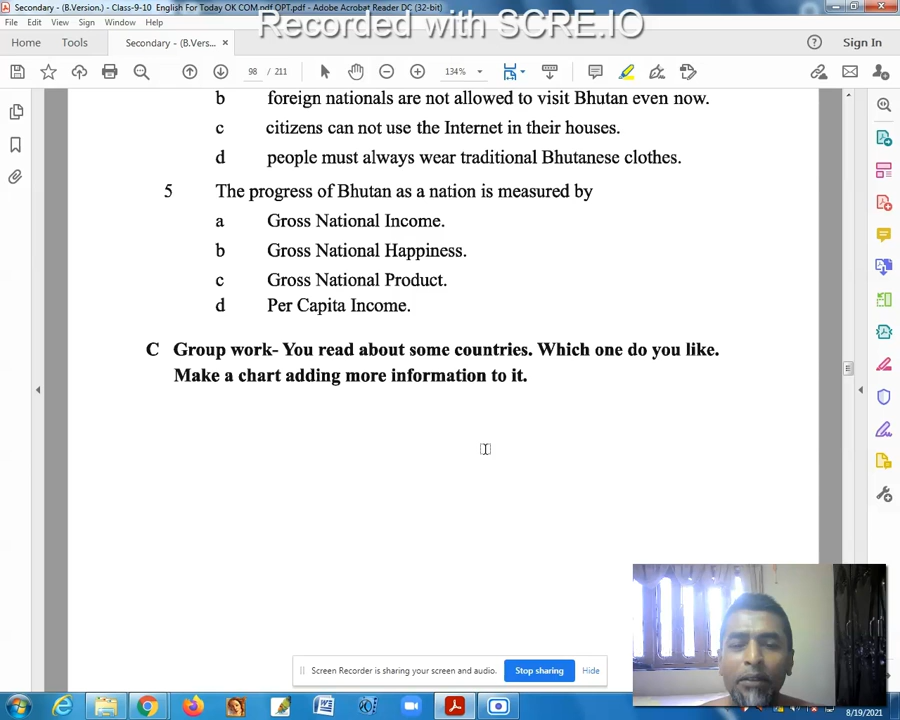 Secondary - (B.Version.) - Class-9-10 English For Today OK COM.pdf OPT.pdf - Adobe Acrobat Reader DC (32-bit)
Recorded with SCRE.IO
File Edit View Sign Window Help
Home Tools Secondary - (B.Vers... × Sign In
98 / 211 134%
b foreign nationals are not allowed to visit Bhutan even now.
c citizens can not use the Internet in their houses.
d people must always wear traditional Bhutanese clothes.
5 The progress of Bhutan as a nation is measured by
a Gross National Income.
b Gross National Happiness.
c Gross National Product.
d Per Capita Income.
C Group work- You read about some countries. Which one do you like.
Make a chart adding more information to it.
Screen Recorder is sharing your screen and audio. Stop sharing Hide
8/19/2021